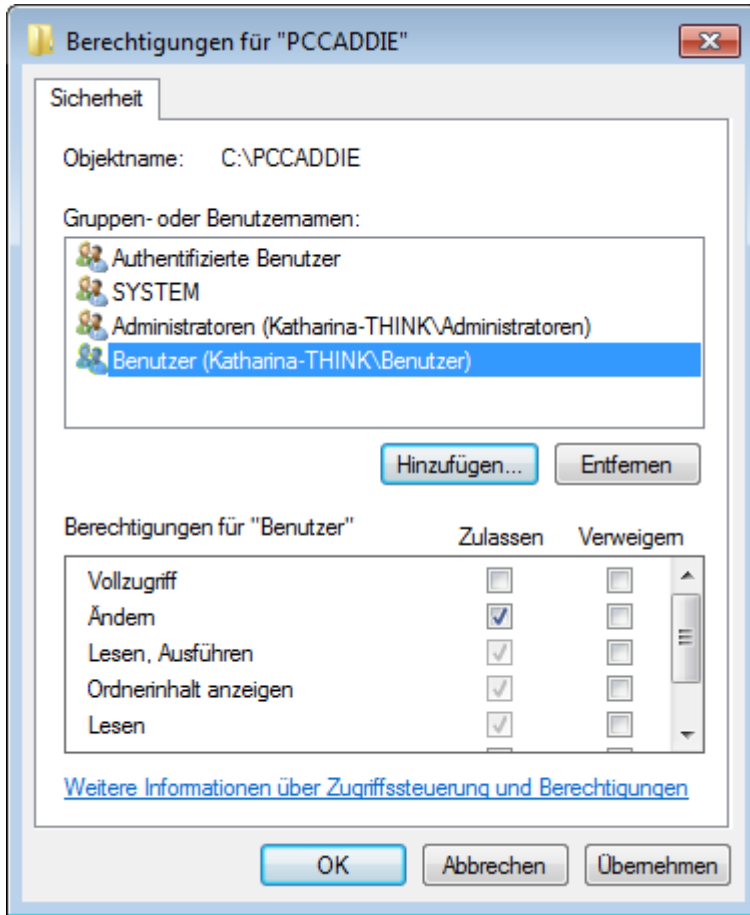 Berechtigungen für "PCCADDIE"
Sicherheit
Objektname: C:\PCCADDIE
Gruppen- oder Benutzernamen:
Authentifizierte Benutzer
SYSTEM
Administratoren (Katharina-THINK\Administratoren)
Benutzer (Katharina-THINK\Benutzer)
Hinzufügen... Entfernen
Berechtigungen für "Benutzer" Zulassen Verweigern
Vollzugriff
Ändern
Lesen, Ausführen
Ordnerinhalt anzeigen
Lesen
Weitere Informationen über Zugriffssteuerung und Berechtigungen
OK Abbrechen Übernehmen